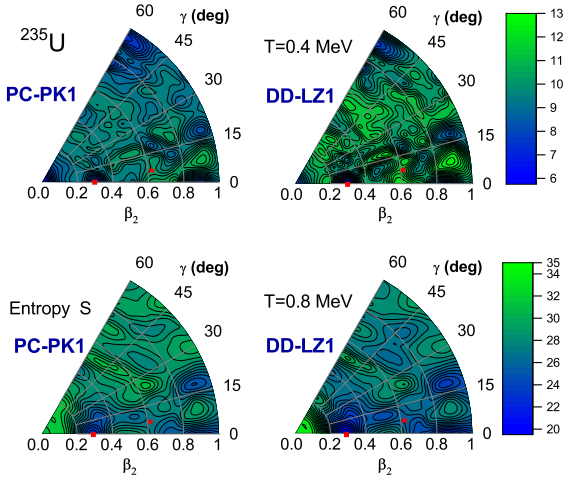 ²³⁵U
PC-PK1
60
γ (deg)
45
30
15
0
0.0 0.2 0.4 0.6 0.8 1
β₂
T=0.4 MeV
DD-LZ1
60
γ (deg)
45
30
15
0
0.0 0.2 0.4 0.6 0.8 1
β₂
13
12
11
10
9
8
7
6
Entropy S
PC-PK1
60
γ (deg)
45
30
15
0
0.0 0.2 0.4 0.6 0.8 1
β₂
T=0.8 MeV
DD-LZ1
60
γ (deg)
45
30
15
0
0.0 0.2 0.4 0.6 0.8 1
β₂
35
34
32
30
28
26
24
22
20